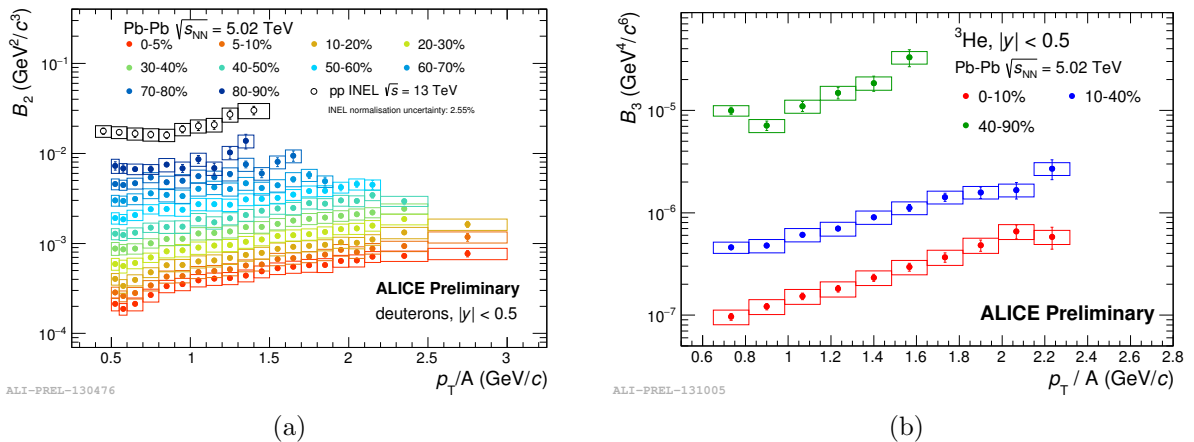 B₂ (GeV²/c³)
Pb-Pb √sNN = 5.02 TeV
0-5% 5-10% 10-20% 20-30%
30-40% 40-50% 50-60% 60-70%
70-80% 80-90% pp INEL √s = 13 TeV
INEL normalisation uncertainty: 2.55%
10⁻¹
10⁻²
10⁻³
10⁻⁴
ALICE Preliminary
deuterons, |y| < 0.5
0.5 1 1.5 2 2.5 3
pT/A (GeV/c)
ALI-PREL-130476
(a)
B₃ (GeV⁴/c⁶)
³He, |y| < 0.5
Pb-Pb √sNN = 5.02 TeV
0-10% 10-40%
40-90%
10⁻⁵
10⁻⁶
10⁻⁷
ALICE Preliminary
0.6 0.8 1 1.2 1.4 1.6 1.8 2 2.2 2.4 2.6 2.8
pT / A (GeV/c)
ALI-PREL-131005
(b)